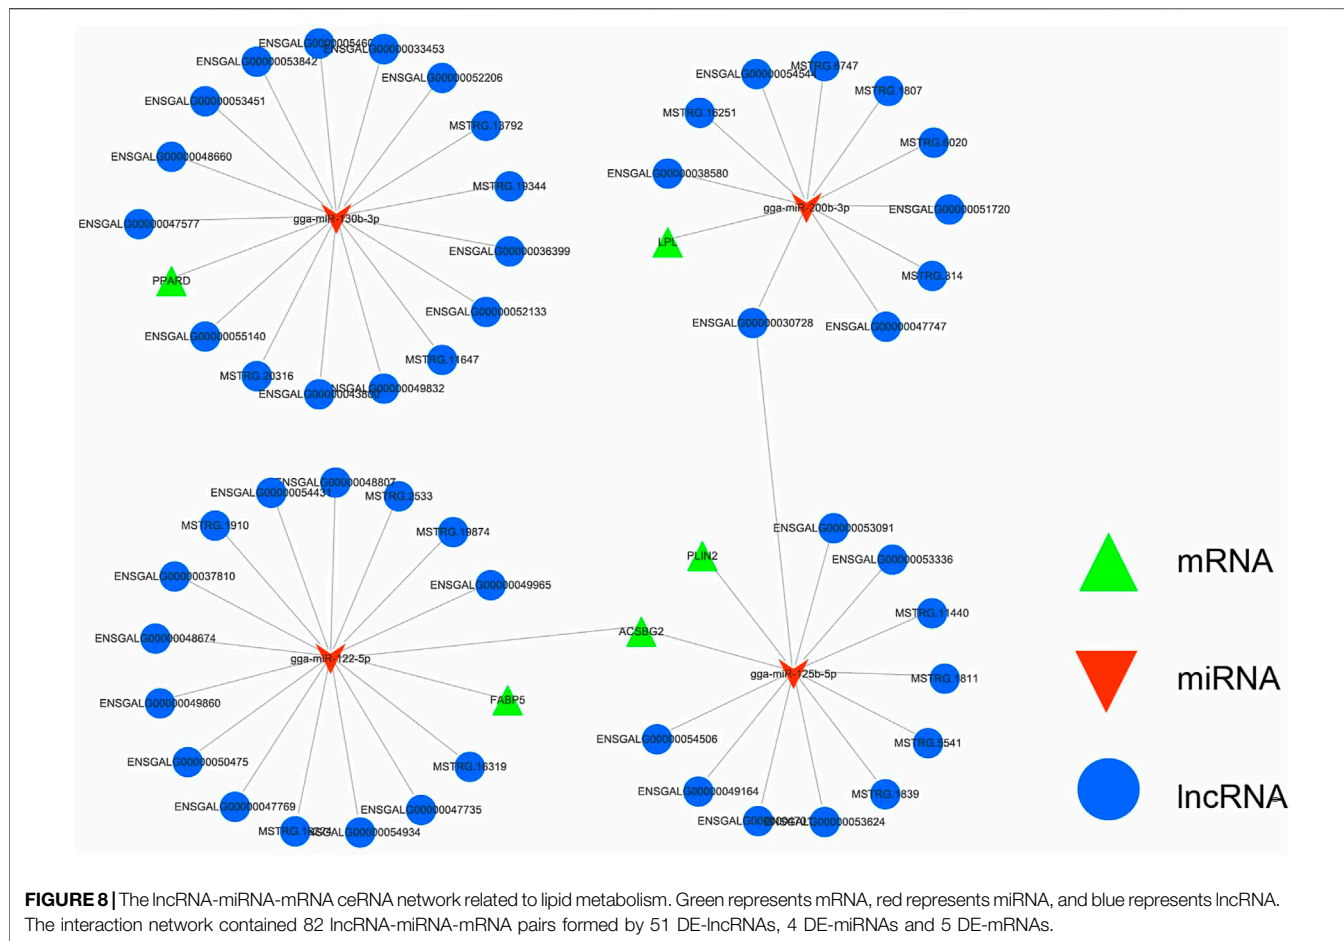 ENSGALG00000033453
ENSGALG00000053842
ENSGALG00000052206
ENSGALG00000053451
MSTRG.13792
ENSGALG00000048660
MSTRG.19344
gga-miR-130b-3p
ENSGALG00000047577
ENSGALG00000036399
PPARD
ENSGALG00000052133
ENSGALG00000055140
MSTRG.11647
MSTRG.20316
ENSGALG00000049832
ENSGALG00000043800
MSTRG.6747
ENSGALG00000054544
MSTRG.1807
MSTRG.16251
MSTRG.6020
ENSGALG00000038580
gga-miR-200b-3p
ENSGALG00000051720
LPL
MSTRG.314
ENSGALG00000030728
ENSGALG00000047747
ENSGALG00000048807
ENSGALG00000054431
MSTRG.2533
MSTRG.1910
MSTRG.19874
ENSGALG00000037810
ENSGALG00000049965
ENSGALG00000048674
gga-miR-122-5p
ENSGALG00000049860
FABP5
ENSGALG00000050475
MSTRG.16319
ENSGALG00000047769
ENSGALG00000047735
ENSGALG00000054934
ENSGALG00000053091
PLIN2
ENSGALG00000053336
MSTRG.11440
ACSBG2
gga-miR-125b-5p
MSTRG.1811
ENSGALG00000054506
MSTRG.5541
ENSGALG00000049164
MSTRG.1839
ENSGALG00000053624
mRNA
miRNA
lncRNA
FIGURE 8 | The lncRNA-miRNA-mRNA ceRNA network related to lipid metabolism. Green represents mRNA, red represents miRNA, and blue represents lncRNA.
The interaction network contained 82 lncRNA-miRNA-mRNA pairs formed by 51 DE-lncRNAs, 4 DE-miRNAs and 5 DE-mRNAs.